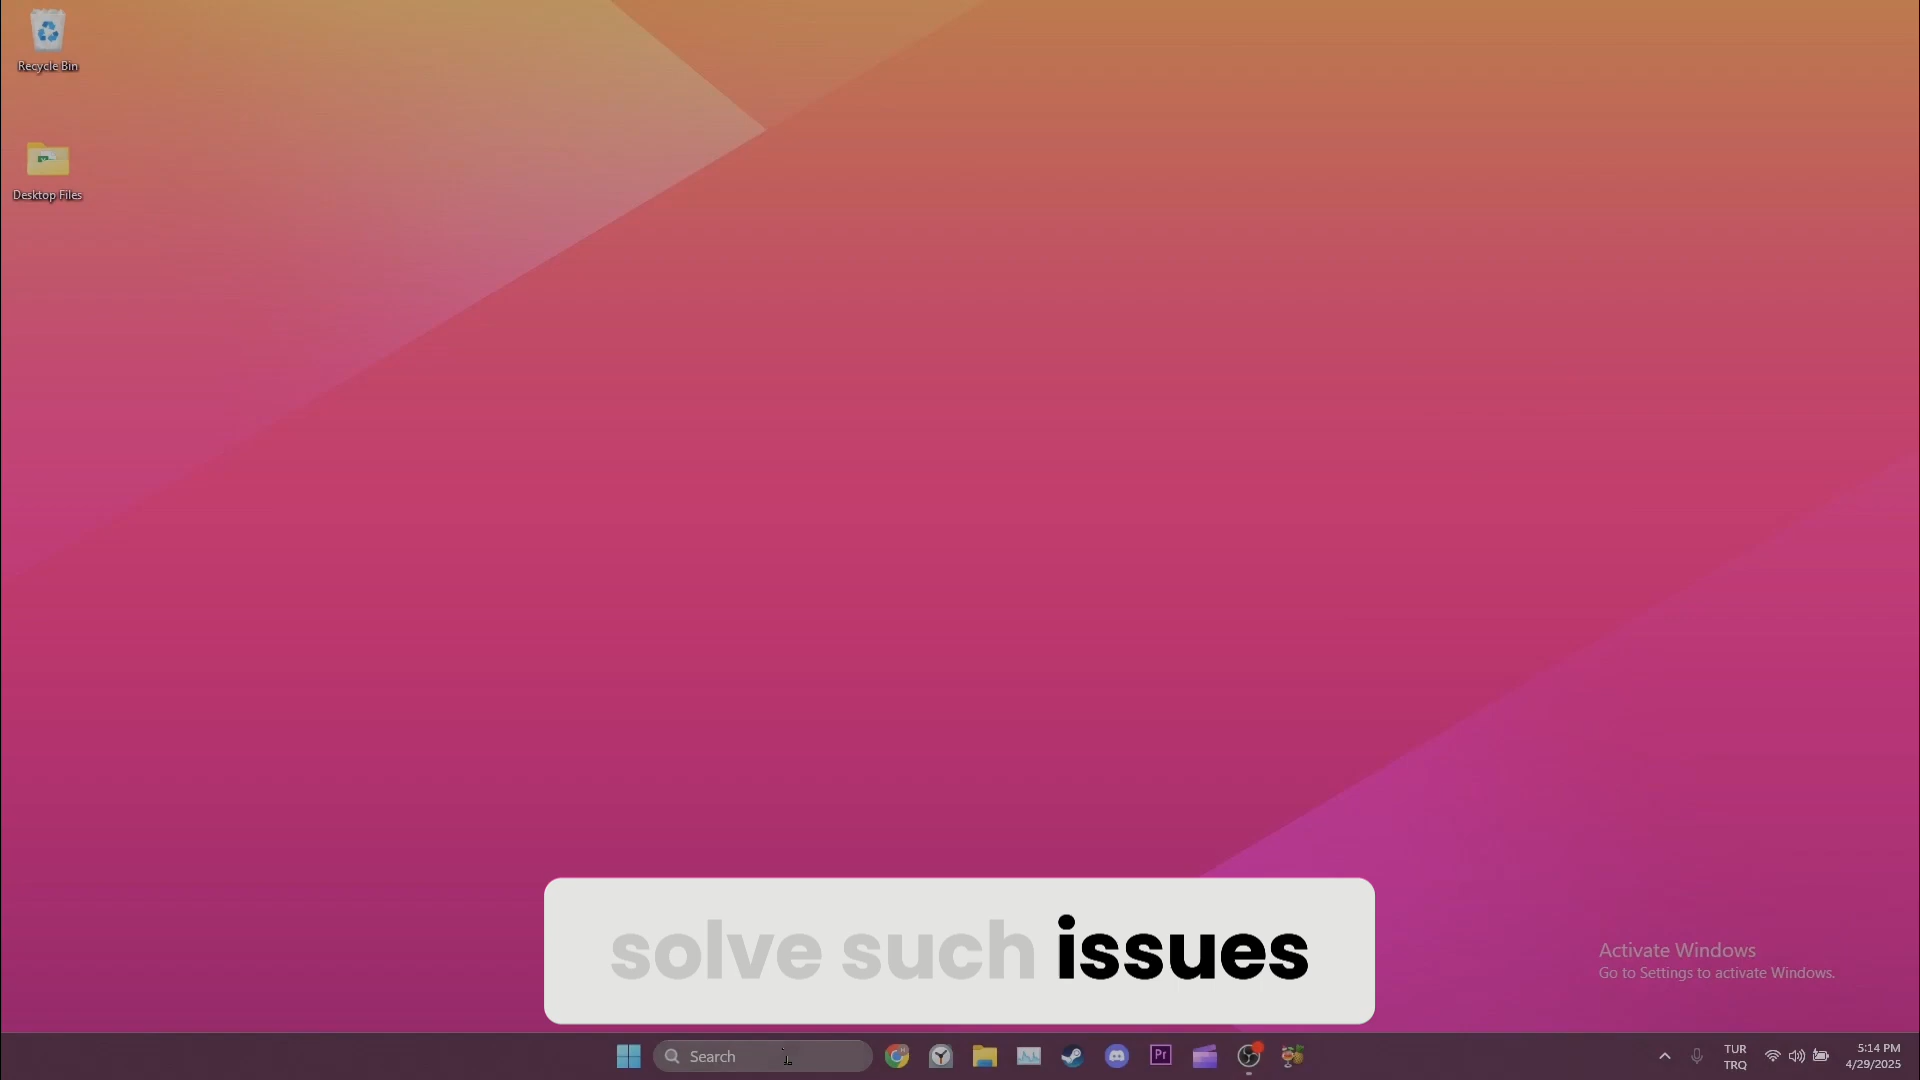 Recycle Bin
Desktop Files
solve such issues
Activate Windows
Go to Settings to activate Windows.
Search
Pr
TUR
TRQ
5:14 PM
4/29/2025